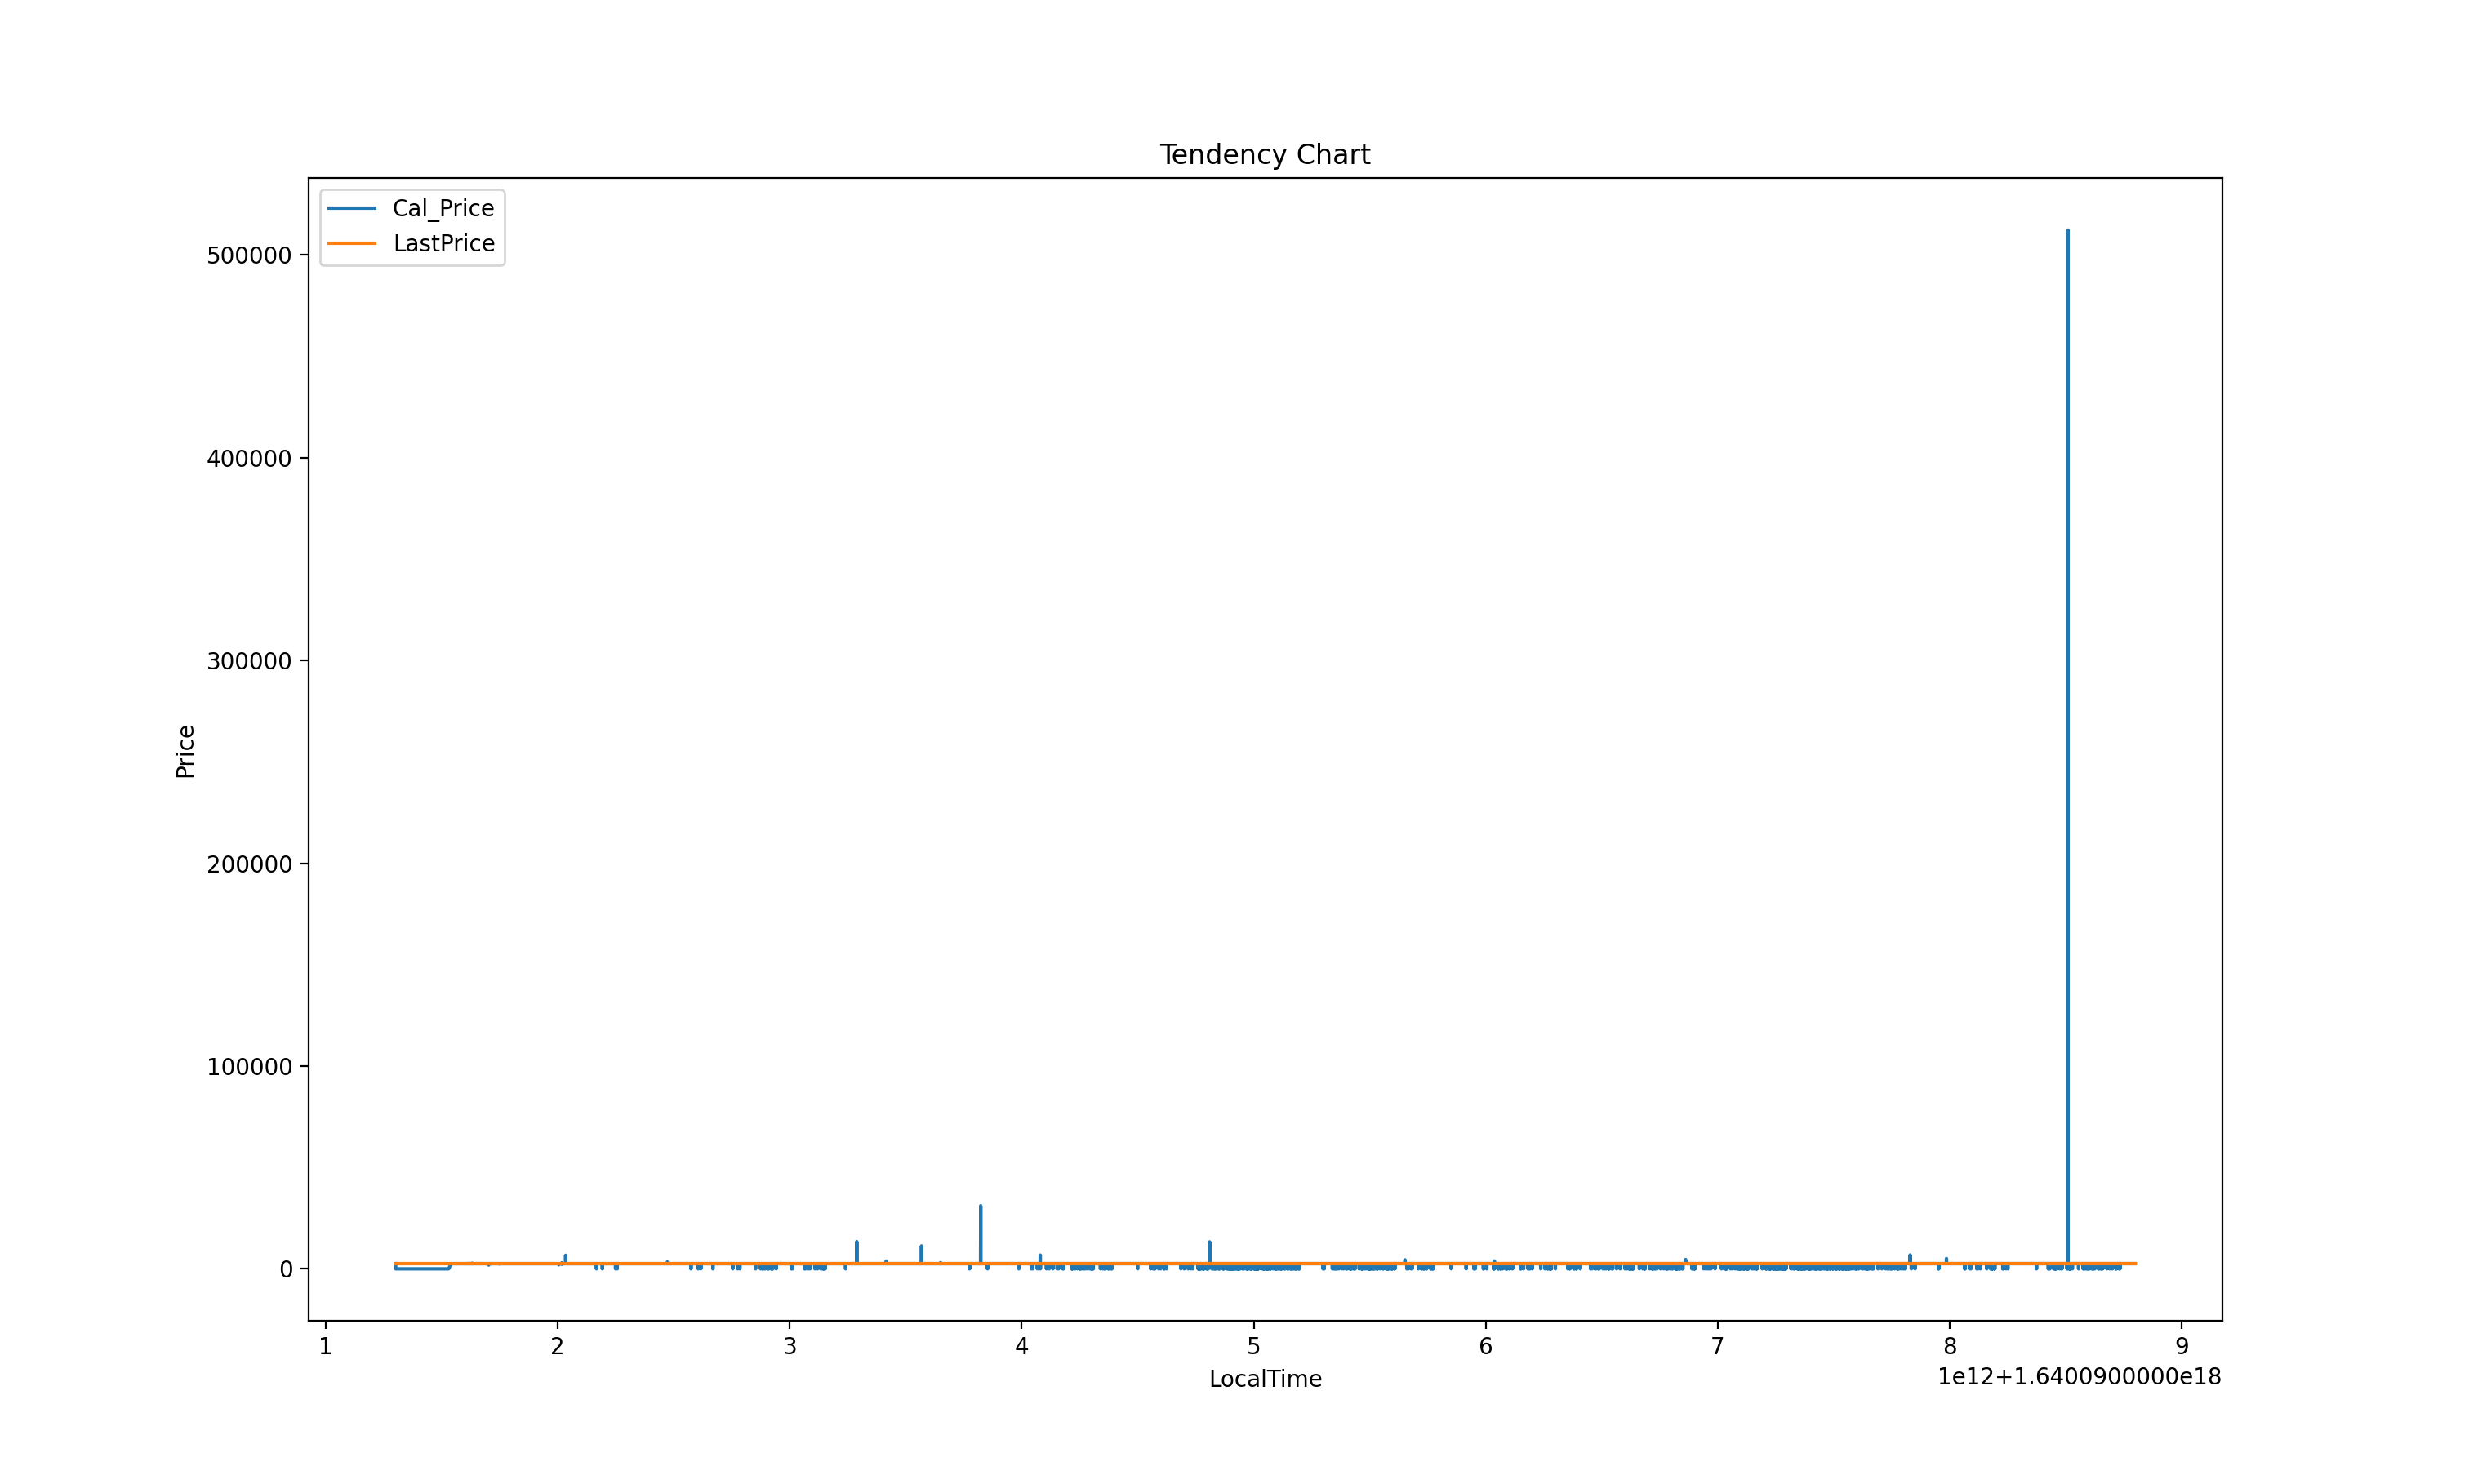 Tendency Chart
Cal_Price
LastPrice
500000
400000
300000
200000
100000
0
Price
1 2 3 4 5 6 7 8 9
LocalTime
1e12+1.6400900000e18